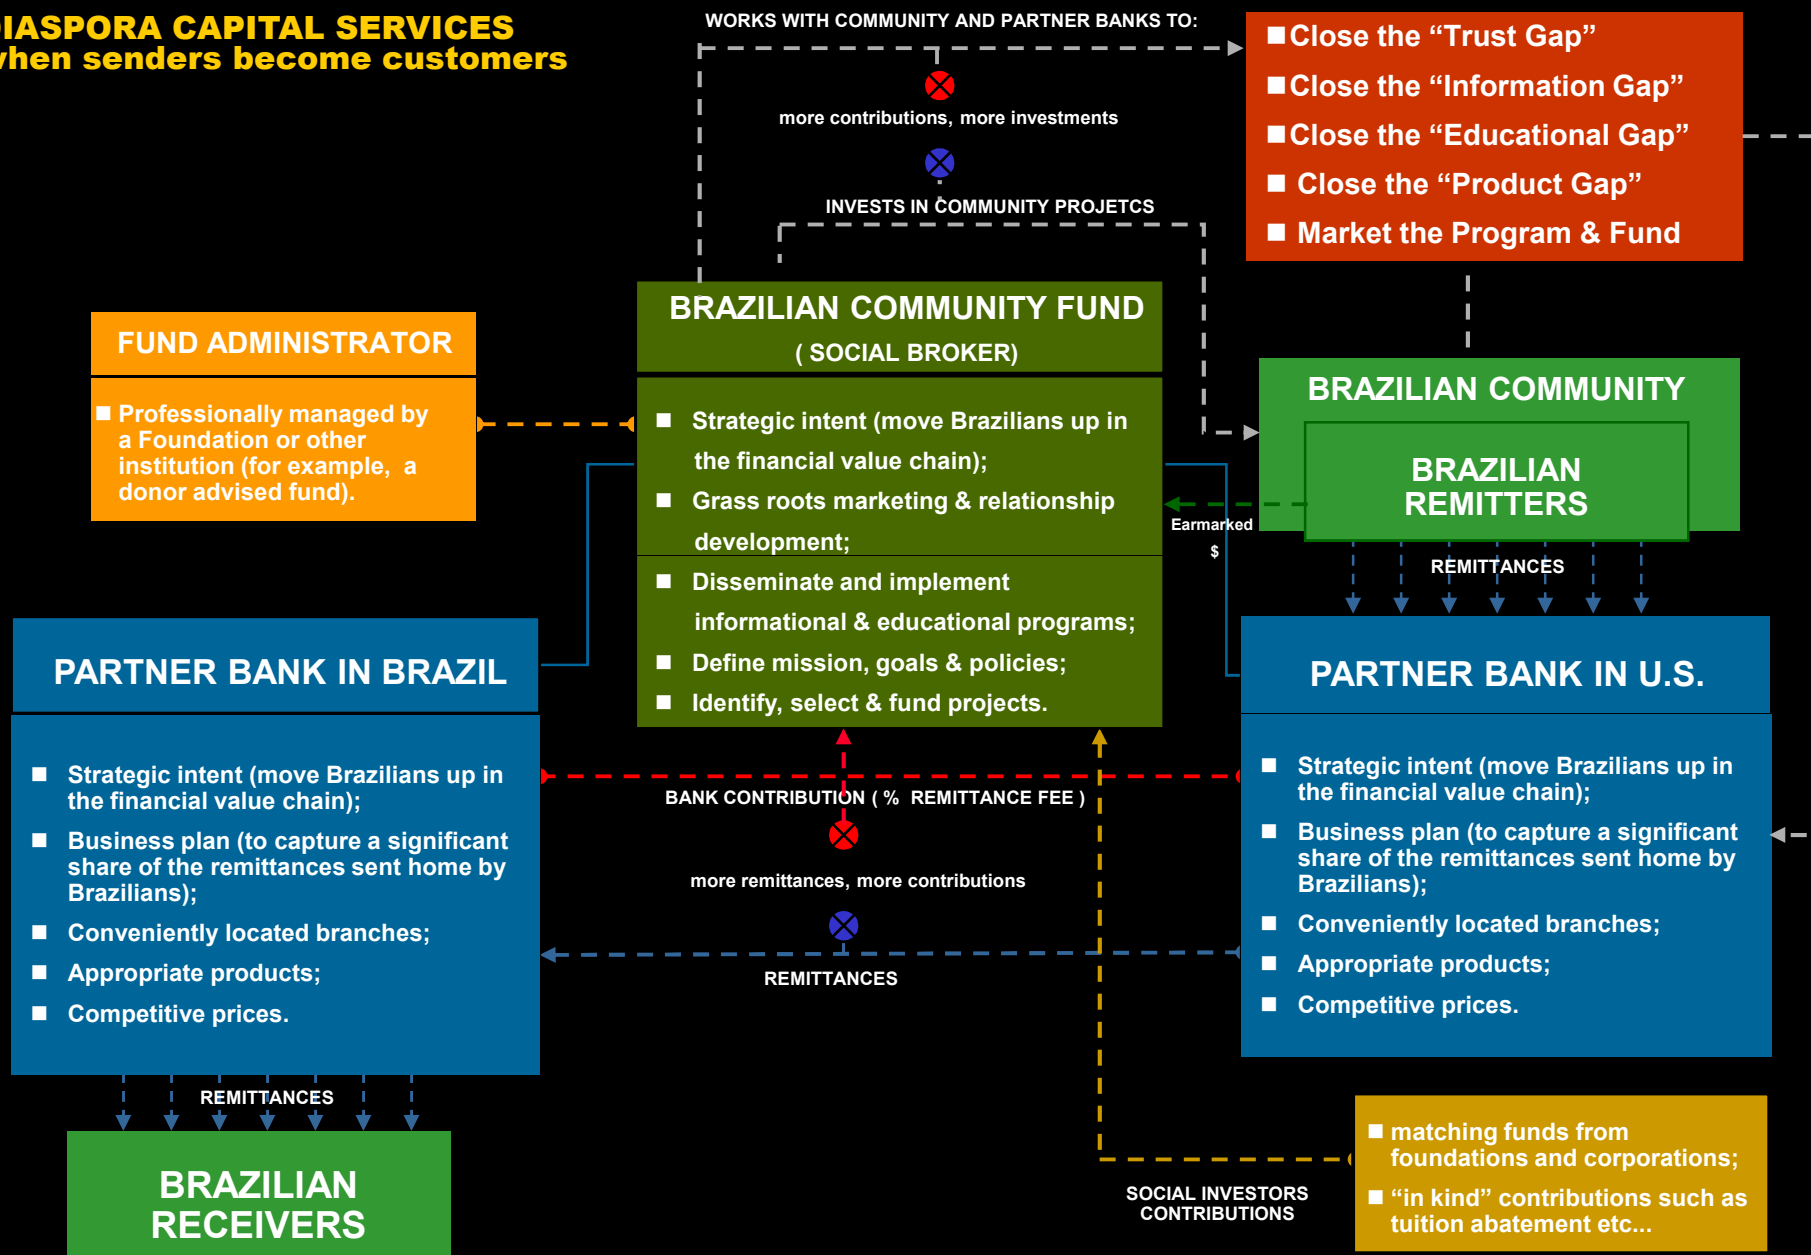 DIASPORA CAPITAL SERVICES
when senders become customers
WORKS WITH COMMUNITY AND PARTNER BANKS TO:
more contributions, more investments
INVESTS IN COMMUNITY PROJETCS
Close the “Trust Gap”
Close the “Information Gap”
Close the “Educational Gap”
Close the “Product Gap”
Market the Program & Fund
FUND ADMINISTRATOR
Professionally managed by
a Foundation or other
institution (for example, a
donor advised fund).
BRAZILIAN COMMUNITY FUND
( SOCIAL BROKER)
Strategic intent (move Brazilians up in
the financial value chain);
Grass roots marketing & relationship
development;
Disseminate and implement
informational & educational programs;
Define mission, goals & policies;
Identify, select & fund projects.
BRAZILIAN COMMUNITY
BRAZILIAN
REMITTERS
Earmarked
$
REMITTANCES
PARTNER BANK IN BRAZIL
Strategic intent (move Brazilians up in
the financial value chain);
Business plan (to capture a significant
share of the remittances sent home by
Brazilians);
Conveniently located branches;
Appropriate products;
Competitive prices.
BANK CONTRIBUTION ( % REMITTANCE FEE )
more remittances, more contributions
REMITTANCES
PARTNER BANK IN U.S.
Strategic intent (move Brazilians up in
the financial value chain);
Business plan (to capture a significant
share of the remittances sent home by
Brazilians);
Conveniently located branches;
Appropriate products;
Competitive prices.
REMITTANCES
BRAZILIAN
RECEIVERS
SOCIAL INVESTORS
CONTRIBUTIONS
matching funds from
foundations and corporations;
“in kind” contributions such as
tuition abatement etc...